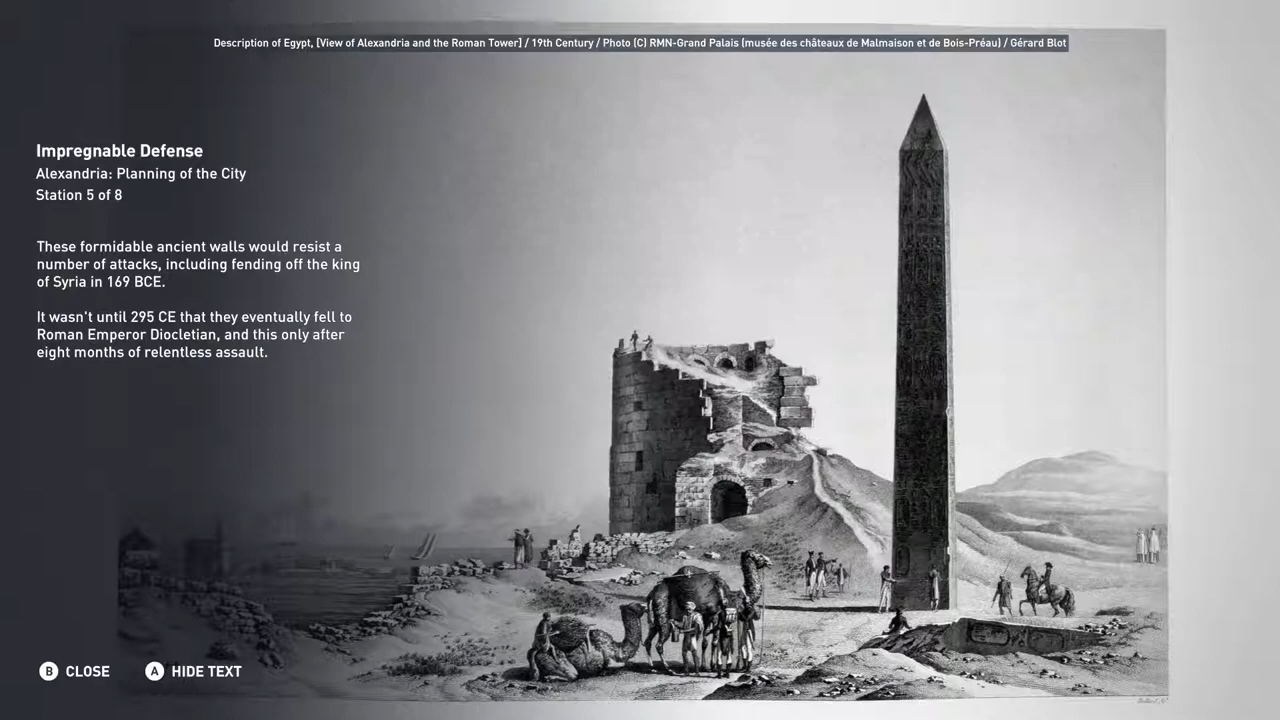 Description of Egypt, [View of Alexandria and the Roman Tower] / 19th Century / Photo (C) RMN-Grand Palais (musée des châteaux de Malmaison et de Bois-Préau) / Gérard Blot
Impregnable Defense
Alexandria: Planning of the City
Station 5 of 8
These formidable ancient walls would resist a
number of attacks, including fending off the king
of Syria in 169 BCE.
It wasn't until 295 CE that they eventually fell to
Roman Emperor Diocletian, and this only after
eight months of relentless assault.
B CLOSE A HIDE TEXT